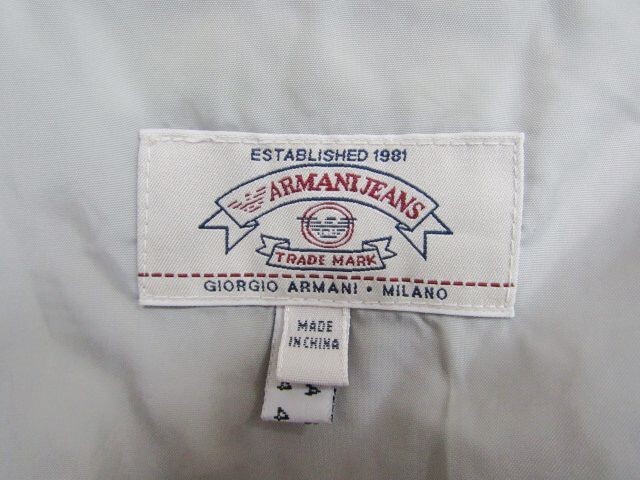 ESTABLISHED 1981
ARMANI JEANS
TRADE MARK
GIORGIO ARMANI • MILANO
MADE
IN CHINA